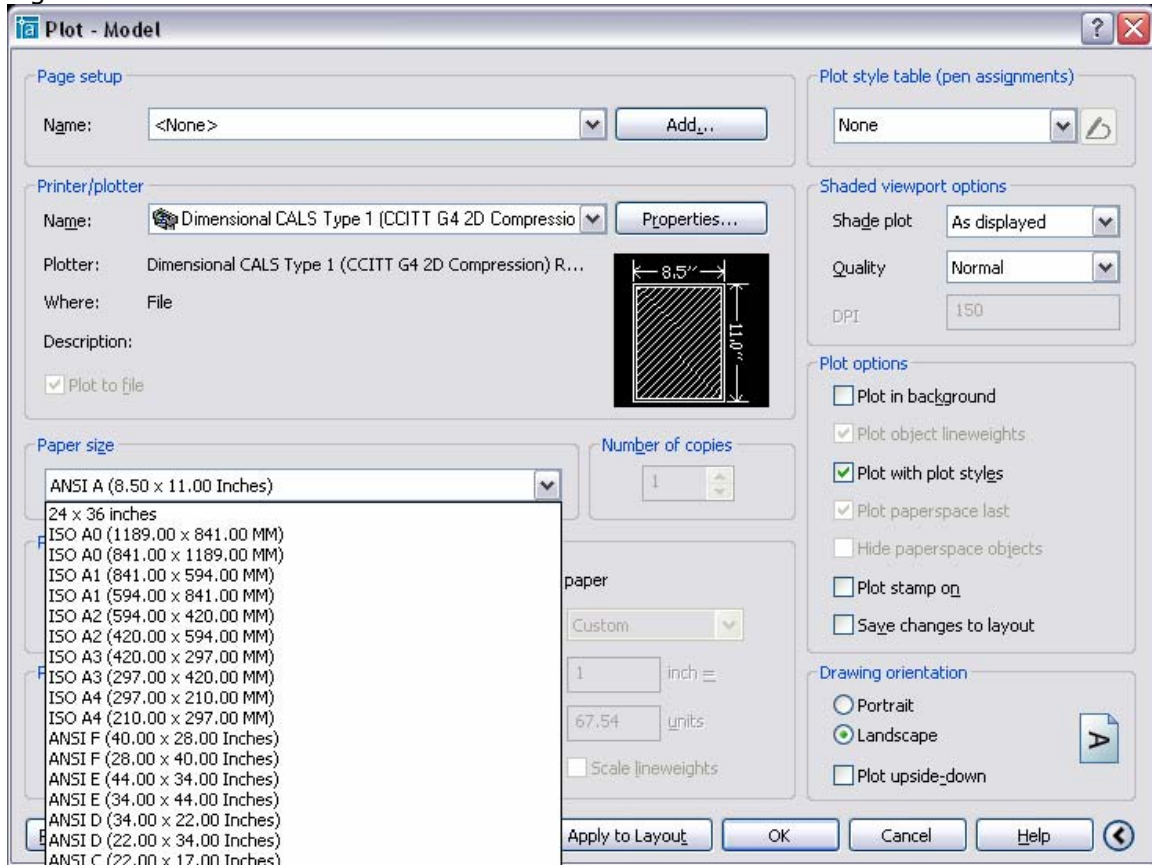 Plot - Model
Page setup
Name:
<None>
Add...
Plot style table (pen assignments)
None
Printer/plotter
Name:
Dimensional CALS Type 1 (CCITT G4 2D Compressio
Properties...
Plotter:
Dimensional CALS Type 1 (CCITT G4 2D Compression) R...
Where:
File
Description:
Plot to file
8.5"
11.0"
Shaded viewport options
Shade plot
As displayed
Quality
Normal
DPI
150
Paper size
ANSI A (8.50 x 11.00 Inches)
24 x 36 inches
ISO A0 (1189.00 x 841.00 MM)
ISO A0 (841.00 x 1189.00 MM)
ISO A1 (841.00 x 594.00 MM)
ISO A1 (594.00 x 841.00 MM)
ISO A2 (594.00 x 420.00 MM)
ISO A2 (420.00 x 594.00 MM)
ISO A3 (420.00 x 297.00 MM)
ISO A3 (297.00 x 420.00 MM)
ISO A4 (297.00 x 210.00 MM)
ISO A4 (210.00 x 297.00 MM)
ANSI F (40.00 x 28.00 Inches)
ANSI F (28.00 x 40.00 Inches)
ANSI E (44.00 x 34.00 Inches)
ANSI E (34.00 x 44.00 Inches)
ANSI D (34.00 x 22.00 Inches)
ANSI D (22.00 x 34.00 Inches)
ANSI C (22.00 x 17.00 Inches)
Number of copies
1
paper
Custom
1
inch =
67.54
units
Scale lineweights
Plot options
Plot in background
Plot object lineweights
Plot with plot styles
Plot paperspace last
Hide paperspace objects
Plot stamp on
Save changes to layout
Drawing orientation
Portrait
Landscape
Plot upside-down
A
Apply to Layout
OK
Cancel
Help